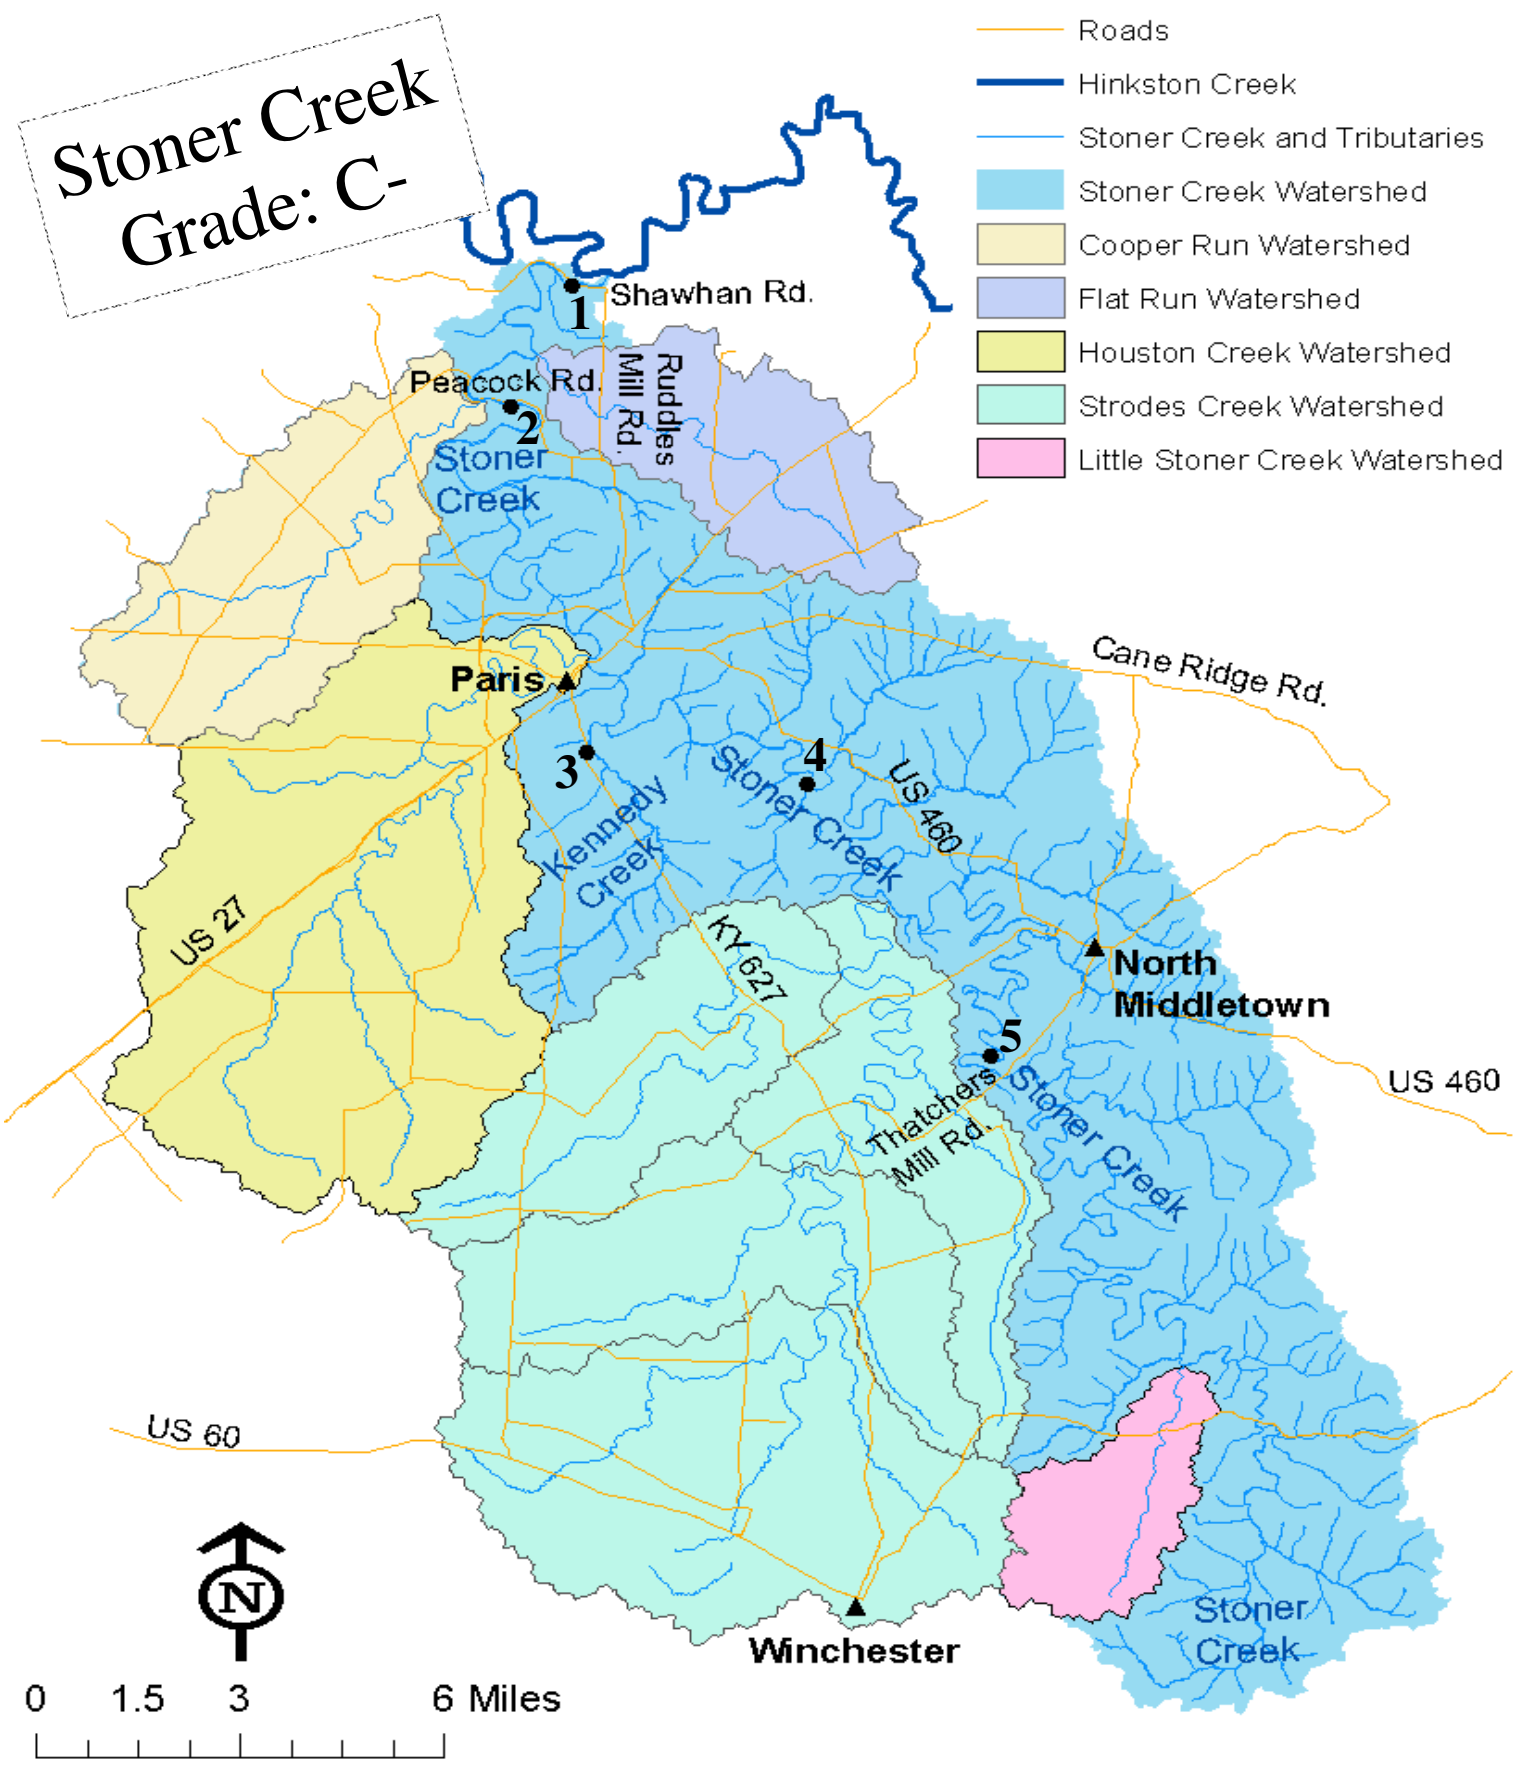 Stoner Creek
Grade: C-
Roads
Hinkston Creek
Stoner Creek and Tributaries
Stoner Creek Watershed
Cooper Run Watershed
Flat Run Watershed
Houston Creek Watershed
Strodes Creek Watershed
Little Stoner Creek Watershed
1
Shawhan Rd.
Peacock Rd.
2
Ruddles
Mill Rd.
Stoner
Creek
Cane Ridge Rd.
Paris
3
4
Kennedy
Creek
Stoner Creek
US 460
US 27
KY 627
North
Middletown
5
Thatchers
Mill Rd.
Stoner Creek
US 460
US 60
Stoner
Creek
Winchester
N
0 1.5 3 6 Miles